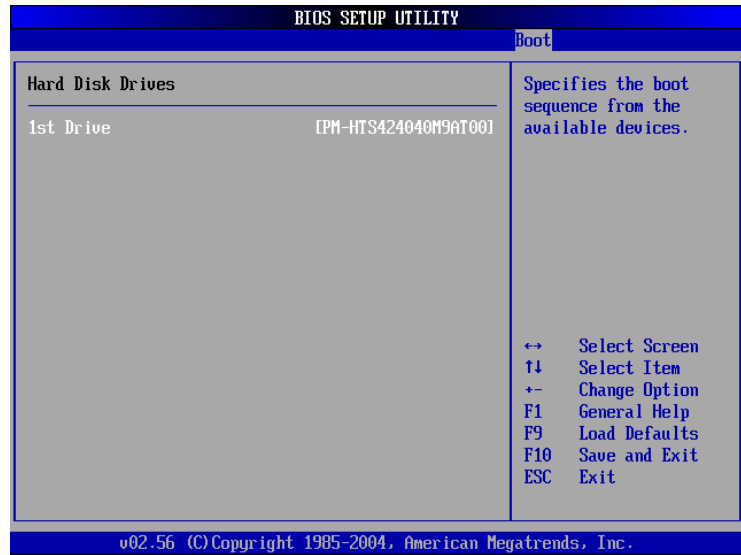 BIOS SETUP UTILITY
Boot
Hard Disk Drives
1st Drive [PM-HTS424040M9AT00]
Specifies the boot
sequence from the
available devices.
↔ Select Screen
↑↓ Select Item
+- Change Option
F1 General Help
F9 Load Defaults
F10 Save and Exit
ESC Exit
v02.56 (C)Copyright 1985-2004, American Megatrends, Inc.